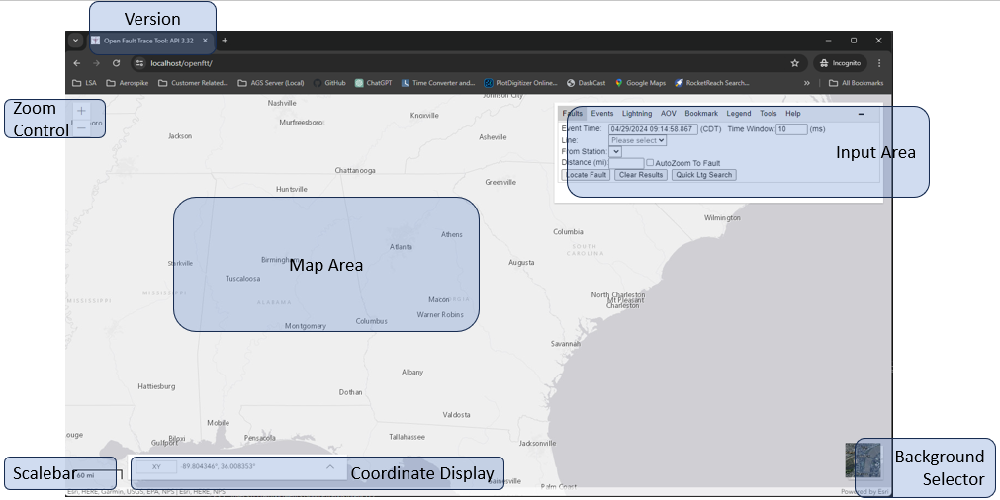 Version
Open Fault Trace Tool: API 3.32
localhost/openftt/
Incognito
LSA
Aerospike
Customer Related...
AGS Server (Local)
GitHub
ChatGPT
Time Converter and...
PlotDigitizer Online...
DashCast
Google Maps
RocketReach Search...
All Bookmarks
Zoom
Control
Nashville
Johnson City
Murfreesboro
Knoxville
Jackson
Asheville
Chattanooga
Greenville
Huntsville
Faults Events Lightning AOV Bookmark Legend Tools Help
Event Time: 04/29/2024 09:14:58.867 (CDT) Time Window: 10 (ms)
Line: Please select
From Station:
Distance (mi): AutoZoom To Fault
Locate Fault Clear Results Quick Ltg Search
Input Area
Wilmington
Columbia
Athens
Atlanta
SOUTH
CAROLINA
Starkville
Birmingham
Map Area
Augusta
Tuscaloosa
MISSISSIPPI
MISSISSIPPI
ALABAMA
Macon
North Charleston
Mt Pleasant
Charleston
Warner Robins
Columbus
Montgomery
Savannah
Albany
Hattiesburg
Dothan
Valdosta
Mobile
Tallahassee
Biloxi
Gulfport
Pensacola
Jacksonville
Scalebar
60 mi
XY -89.804346°, 36.008353°
Coordinate Display
Background
Selector
Palm Coast
Esri, HERE, Garmin, USGS, EPA, NPS | Esri, HERE, NPS
Powered by Esri